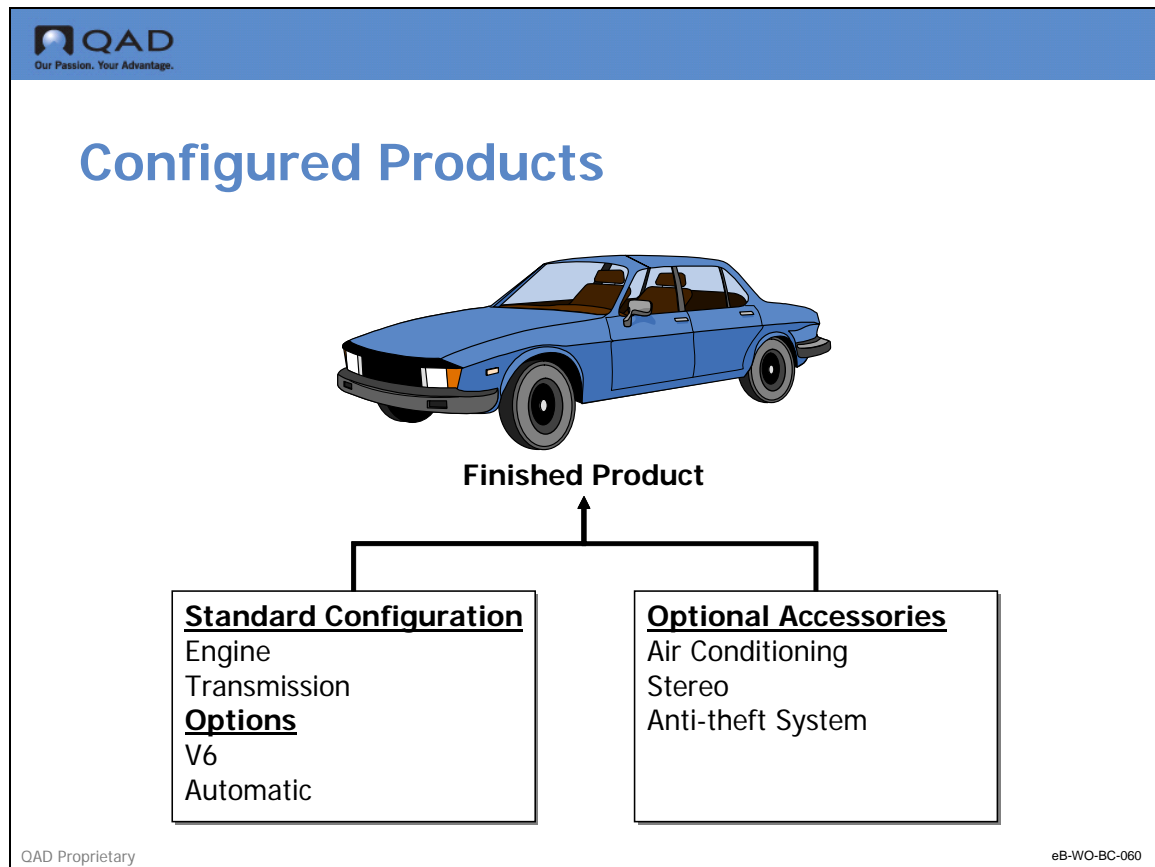 QAD
Our Passion. Your Advantage.
Configured Products
Finished Product
Standard Configuration
Engine
Transmission
Options
V6
Automatic
Optional Accessories
Air Conditioning
Stereo
Anti-theft System
QAD Proprietary
eB-WO-BC-060